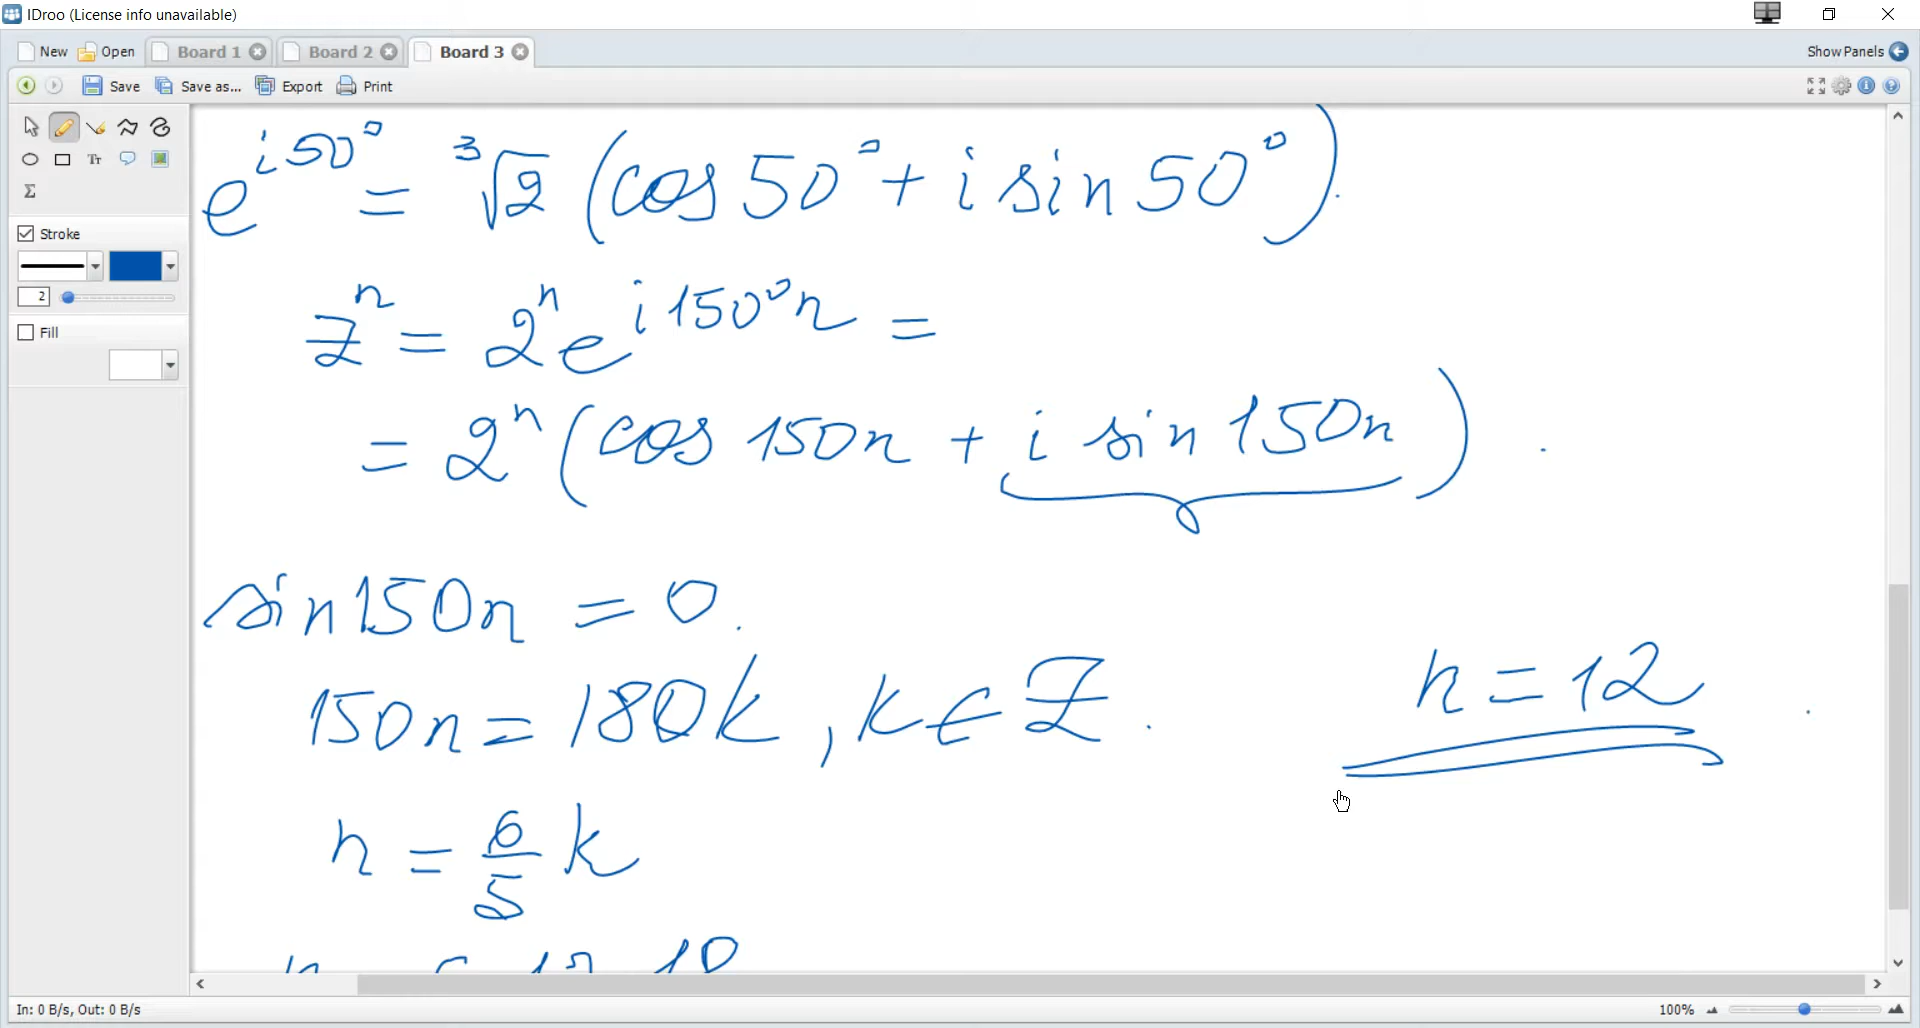 IDroo (License info unavailable)
New Open Board 1 Board 2 Board 3 Show Panels
Save Save as... Export Print
Tt
Σ
Stroke
2
Fill
e^{i50°} = ∛2 (cos 50° + i sin 50°).
z^n = 2^n e^{i150°n} =
= 2^n (cos 150n + i sin 150n).
sin 150n = 0.
150n = 180k, k ∈ Z.
n = 12
n = 6/5 k
In: 0 B/s, Out: 0 B/s 100%